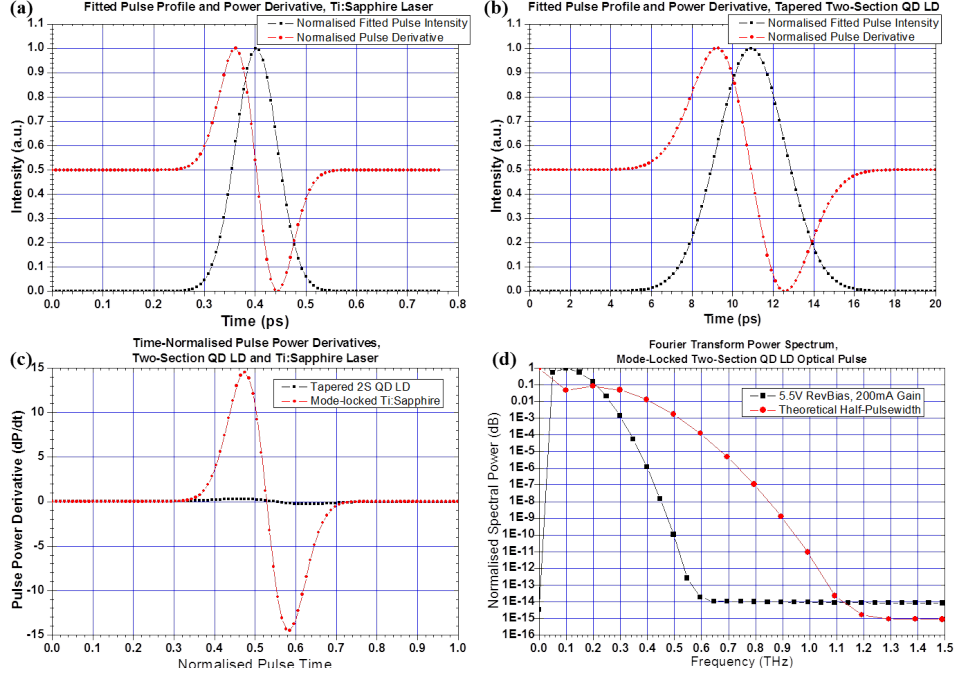 (a)
Fitted Pulse Profile and Power Derivative, Ti:Sapphire Laser
Normalised Fitted Pulse Intensity
Normalised Pulse Derivative
Intensity (a.u.)
1.1
1.0
0.9
0.8
0.7
0.6
0.5
0.4
0.3
0.2
0.1
0.0
0.0 0.1 0.2 0.3 0.4 0.5 0.6 0.7 0.8
Time (ps)
(b)
Fitted Pulse Profile and Power Derivative, Tapered Two-Section QD LD
Normalised Fitted Pulse Intensity
Normalised Pulse Derivative
Intensity (a.u.)
1.1
1.0
0.9
0.8
0.7
0.6
0.5
0.4
0.3
0.2
0.1
0.0
0 2 4 6 8 10 12 14 16 18 20
Time (ps)
(c)
Time-Normalised Pulse Power Derivatives,
Two-Section QD LD and Ti:Sapphire Laser
Tapered 2S QD LD
Mode-locked Ti:Sapphire
Pulse Power Derivative (dP/dt)
15
10
5
0
-5
-10
-15
0.0 0.1 0.2 0.3 0.4 0.5 0.6 0.7 0.8 0.9 1.0
Normalised Pulse Time
(d)
Fourier Transform Power Spectrum,
Mode-Locked Two-Section QD LD Optical Pulse
5.5V RevBias, 200mA Gain
Theoretical Half-Pulsewidth
Normalised Spectral Power (dB)
1
0.1
0.01
1E-3
1E-4
1E-5
1E-6
1E-7
1E-8
1E-9
1E-10
1E-11
1E-12
1E-13
1E-14
1E-15
1E-16
0.0 0.1 0.2 0.3 0.4 0.5 0.6 0.7 0.8 0.9 1.0 1.1 1.2 1.3 1.4 1.5
Frequency (THz)